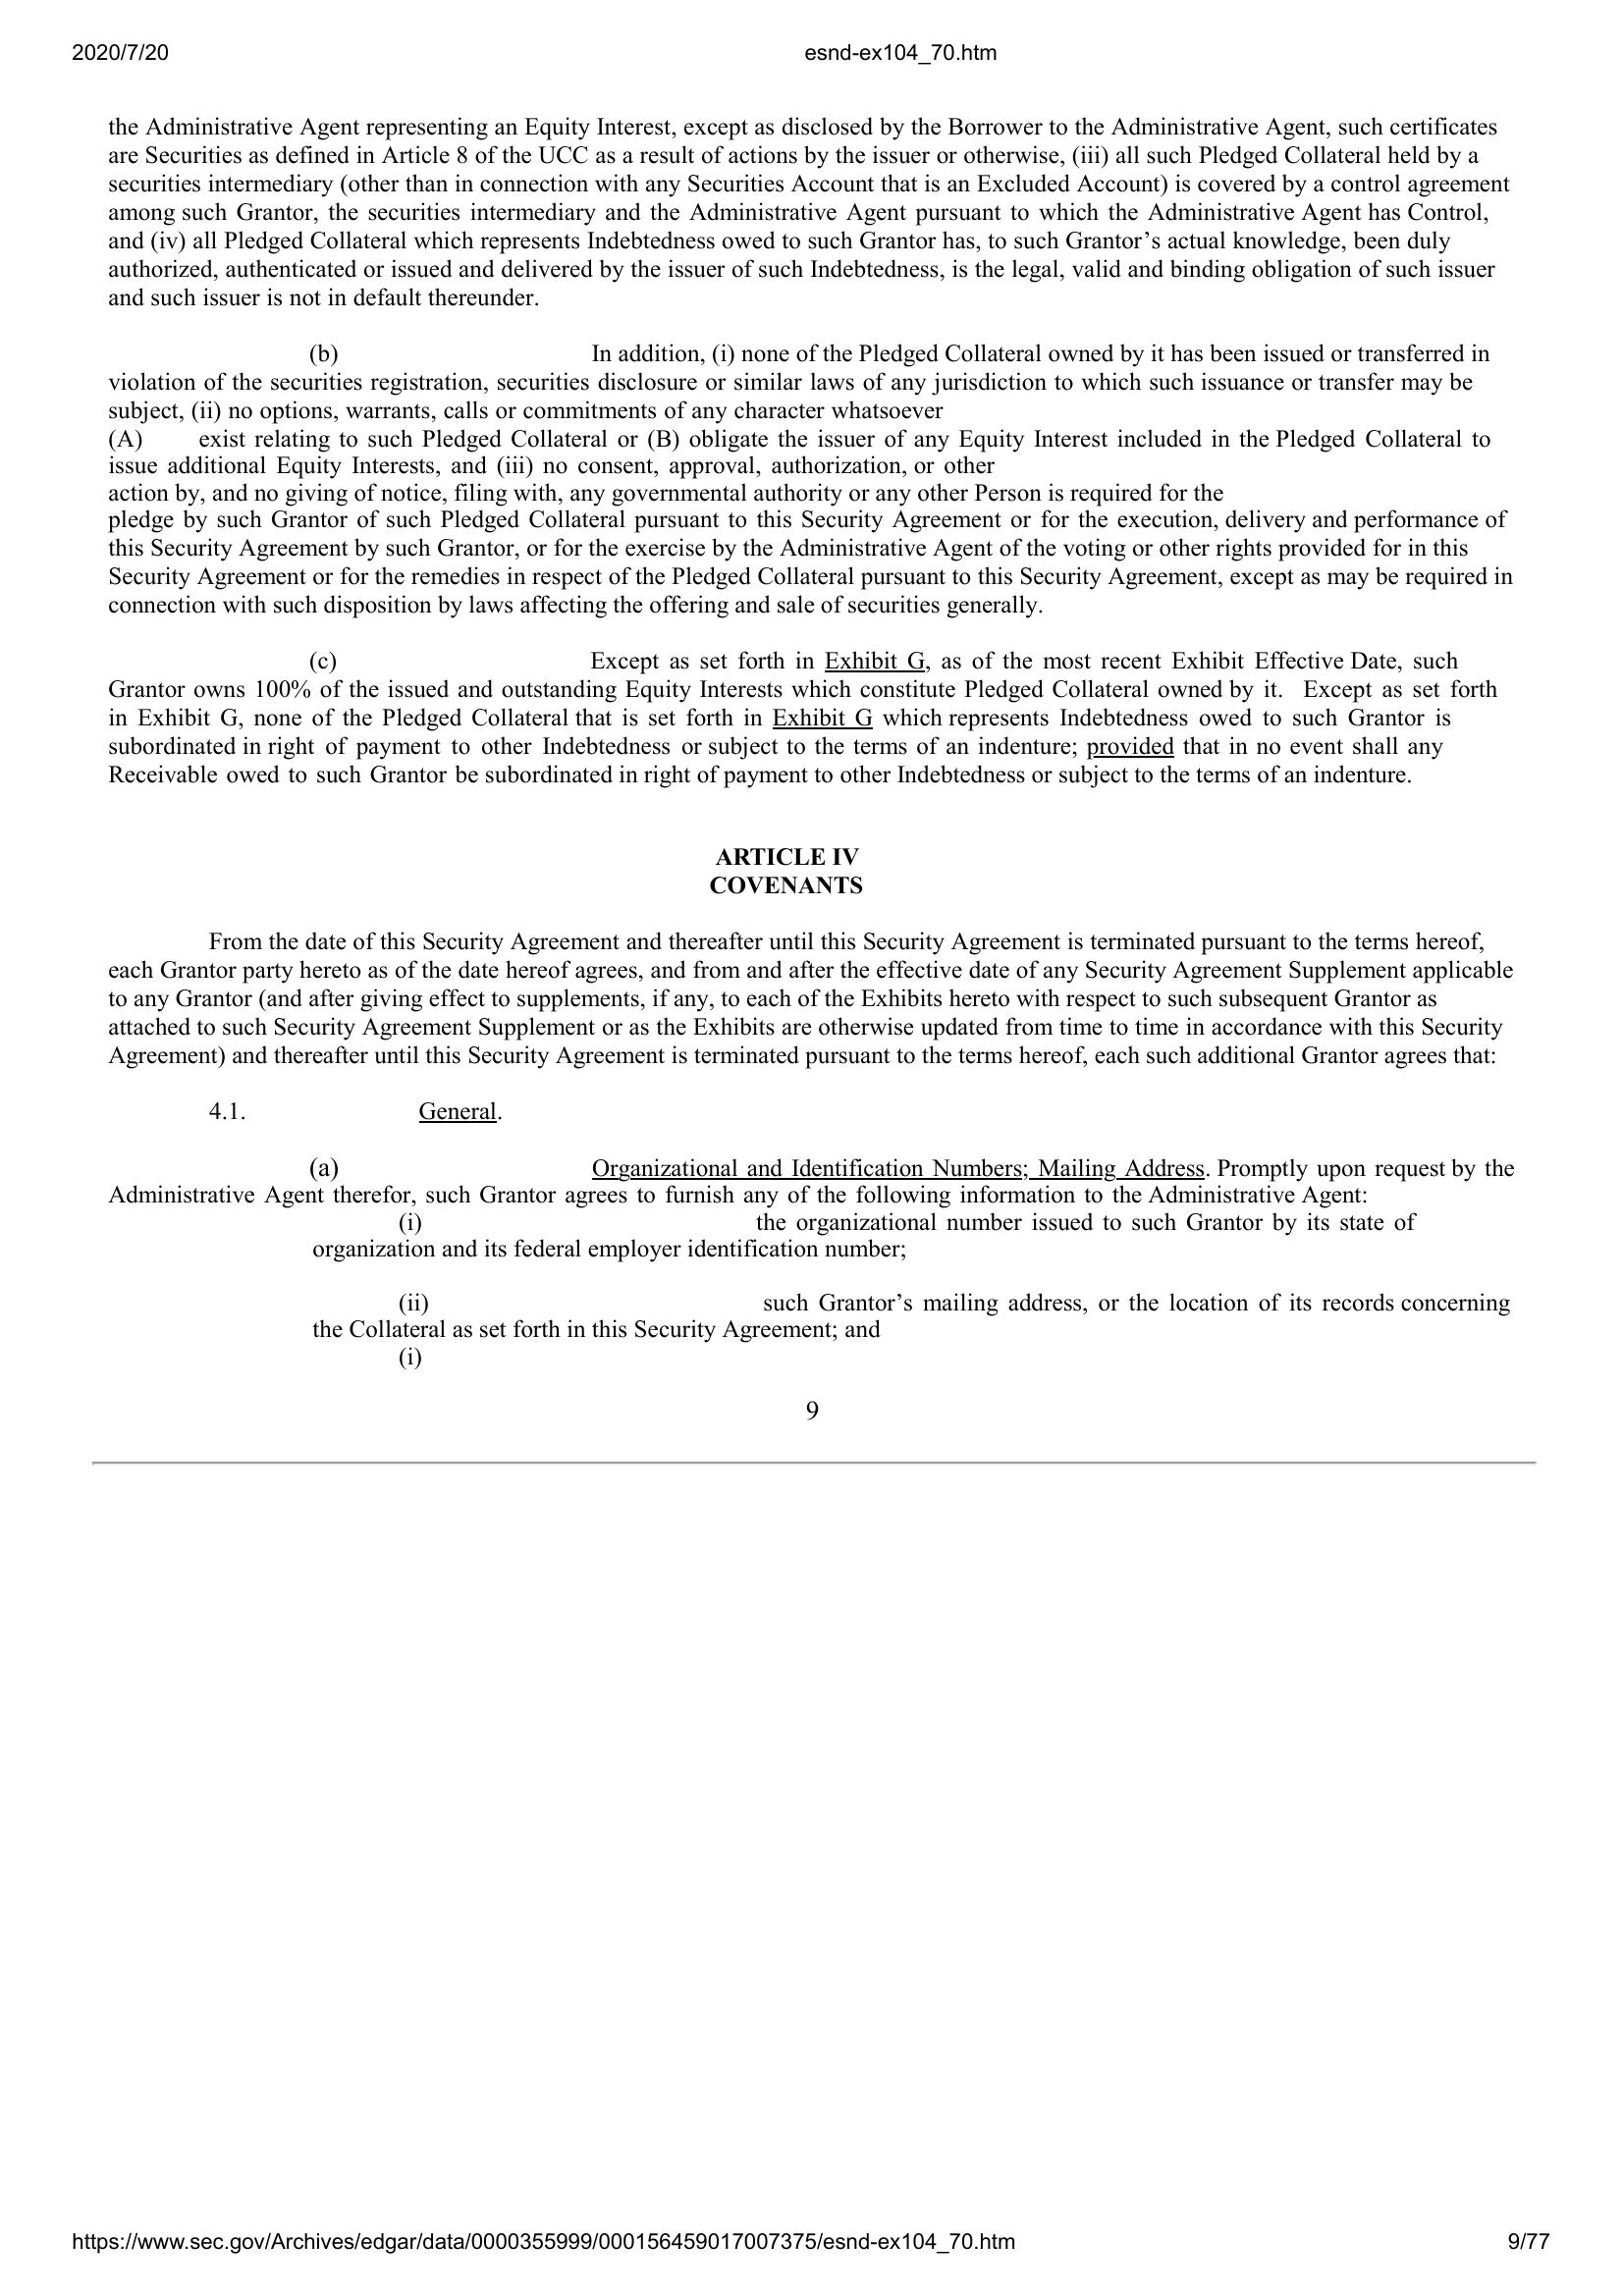 2020/7/20 esnd-ex104_70.htm
the Administrative Agent representing an Equity Interest, except as disclosed by the Borrower to the Administrative Agent, such certificates
are Securities as defined in Article 8 of the UCC as a result of actions by the issuer or otherwise, (iii) all such Pledged Collateral held by a
securities intermediary (other than in connection with any Securities Account that is an Excluded Account) is covered by a control agreement
among such Grantor, the securities intermediary and the Administrative Agent pursuant to which the Administrative Agent has Control,
and (iv) all Pledged Collateral which represents Indebtedness owed to such Grantor has, to such Grantor’s actual knowledge, been duly
authorized, authenticated or issued and delivered by the issuer of such Indebtedness, is the legal, valid and binding obligation of such issuer
and such issuer is not in default thereunder.
(b) In addition, (i) none of the Pledged Collateral owned by it has been issued or transferred in
violation of the securities registration, securities disclosure or similar laws of any jurisdiction to which such issuance or transfer may be
subject, (ii) no options, warrants, calls or commitments of any character whatsoever
(A) exist relating to such Pledged Collateral or (B) obligate the issuer of any Equity Interest included in the Pledged Collateral to
issue additional Equity Interests, and (iii) no consent, approval, authorization, or other
action by, and no giving of notice, filing with, any governmental authority or any other Person is required for the
pledge by such Grantor of such Pledged Collateral pursuant to this Security Agreement or for the execution, delivery and performance of
this Security Agreement by such Grantor, or for the exercise by the Administrative Agent of the voting or other rights provided for in this
Security Agreement or for the remedies in respect of the Pledged Collateral pursuant to this Security Agreement, except as may be required in
connection with such disposition by laws affecting the offering and sale of securities generally.
(c) Except as set forth in Exhibit G, as of the most recent Exhibit Effective Date, such
Grantor owns 100% of the issued and outstanding Equity Interests which constitute Pledged Collateral owned by it. Except as set forth
in Exhibit G, none of the Pledged Collateral that is set forth in Exhibit G which represents Indebtedness owed to such Grantor is
subordinated in right of payment to other Indebtedness or subject to the terms of an indenture; provided that in no event shall any
Receivable owed to such Grantor be subordinated in right of payment to other Indebtedness or subject to the terms of an indenture.
ARTICLE IV
COVENANTS
From the date of this Security Agreement and thereafter until this Security Agreement is terminated pursuant to the terms hereof,
each Grantor party hereto as of the date hereof agrees, and from and after the effective date of any Security Agreement Supplement applicable
to any Grantor (and after giving effect to supplements, if any, to each of the Exhibits hereto with respect to such subsequent Grantor as
attached to such Security Agreement Supplement or as the Exhibits are otherwise updated from time to time in accordance with this Security
Agreement) and thereafter until this Security Agreement is terminated pursuant to the terms hereof, each such additional Grantor agrees that:
4.1. General.
(a) Organizational and Identification Numbers; Mailing Address. Promptly upon request by the
Administrative Agent therefor, such Grantor agrees to furnish any of the following information to the Administrative Agent:
(i) the organizational number issued to such Grantor by its state of
organization and its federal employer identification number;
(ii) such Grantor’s mailing address, or the location of its records concerning
the Collateral as set forth in this Security Agreement; and
(i)
9
https://www.sec.gov/Archives/edgar/data/0000355999/000156459017007375/esnd-ex104_70.htm 9/77